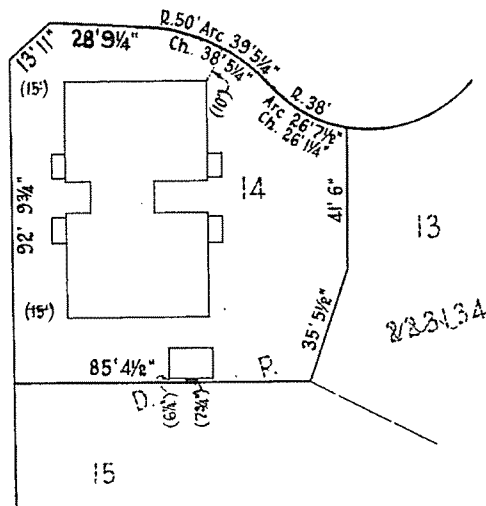 13' 11"
28' 9¼"
R.50' Arc 39'5¼"
Ch. 38'5¼"
(15')
(10")
R.38'
Arc 26'7½"
Ch. 26'1¼"
14
92' 9¾"
41' 6"
13
(15')
35' 5½"
223134
85' 4½"
R.
D.
(7¾")
15